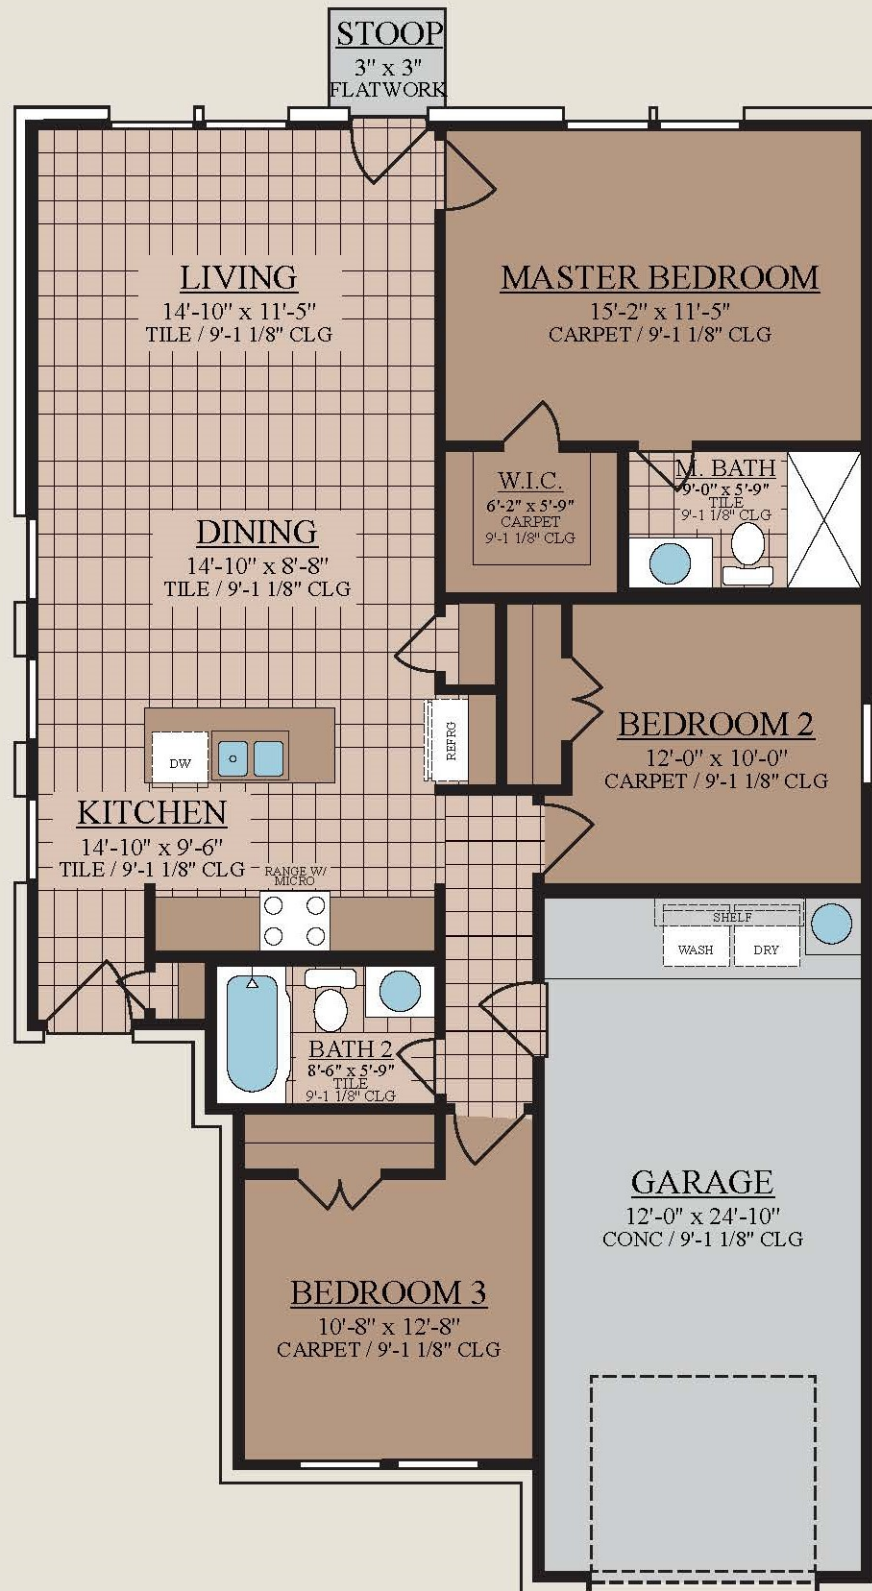 STOOP
3" x 3"
FLATWORK
LIVING
14'-10" x 11'-5"
TILE / 9'-1 1/8" CLG
MASTER BEDROOM
15'-2" x 11'-5"
CARPET / 9'-1 1/8" CLG
W.I.C.
6'-2" x 5'-9"
CARPET
9'-1 1/8" CLG
M. BATH
9'-0" x 5'-9"
TILE
9'-1 1/8" CLG
DINING
14'-10" x 8'-8"
TILE / 9'-1 1/8" CLG
REFRG
DW
BEDROOM 2
12'-0" x 10'-0"
CARPET / 9'-1 1/8" CLG
KITCHEN
14'-10" x 9'-6"
TILE / 9'-1 1/8" CLG
RANGE W/
MICRO
SHELF
WASH
DRY
BATH 2
8'-6" x 5'-9"
TILE
9'-1 1/8" CLG
GARAGE
12'-0" x 24'-10"
CONC / 9'-1 1/8" CLG
BEDROOM 3
10'-8" x 12'-8"
CARPET / 9'-1 1/8" CLG